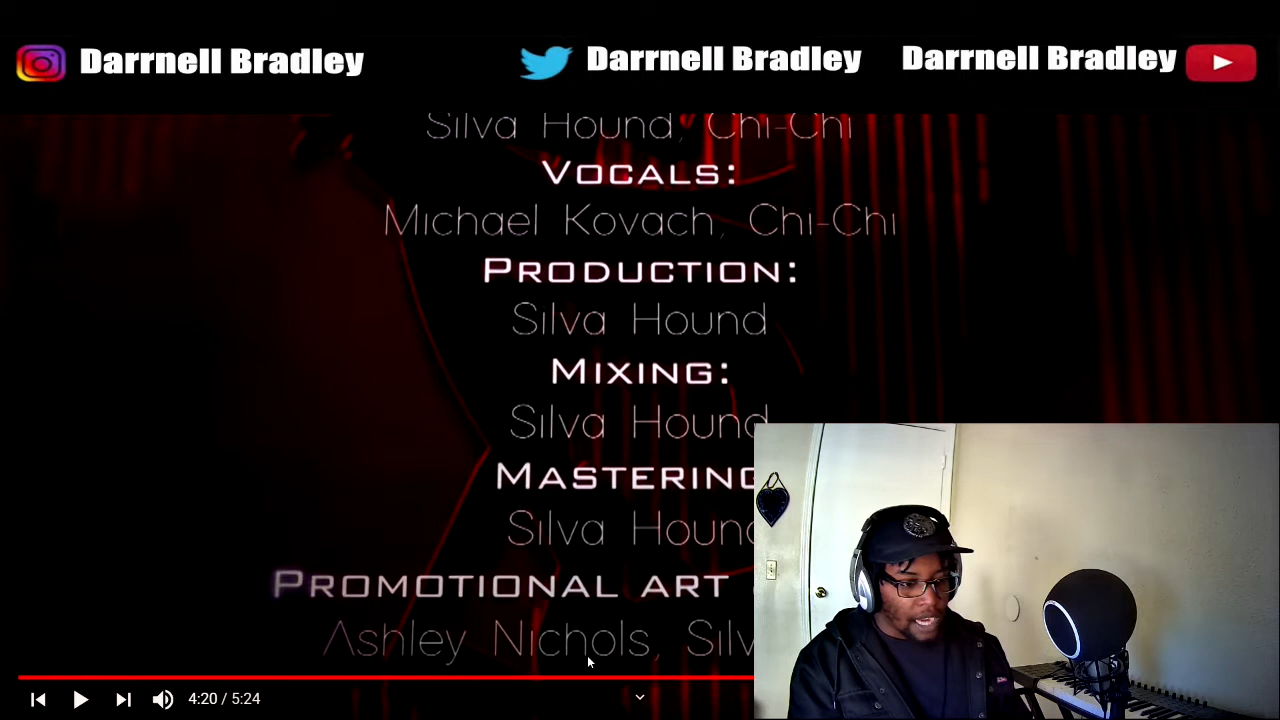 Darrnell Bradley
Darrnell Bradley
Darrnell Bradley
Silva Hound, Chi-Chi
Vocals:
Michael Kovach, Chi-Chi
Production:
Silva Hound
Mixing:
Silva Hound
Mastering
Silva Hound
Promotional art
Ashley Nichols, Silv
4:20 / 5:24